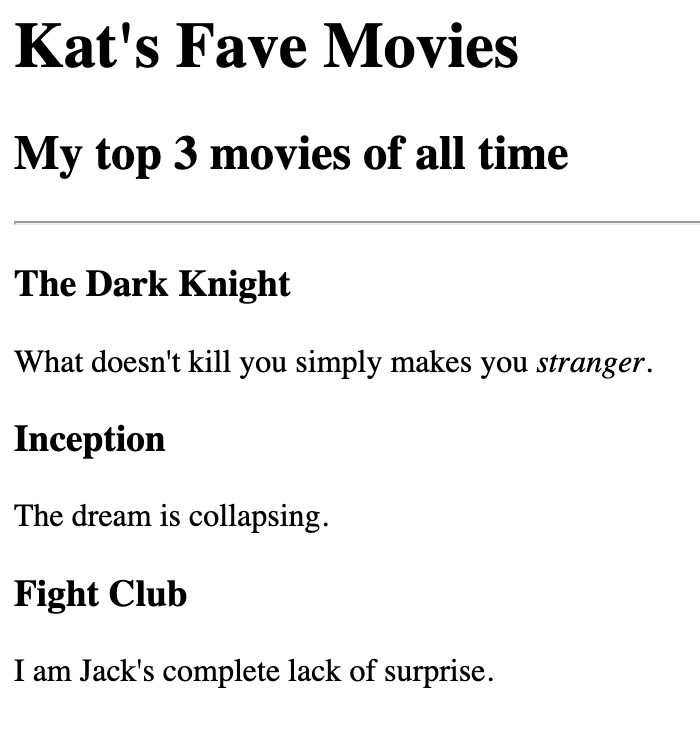 Kat's Fave Movies
My top 3 movies of all time
The Dark Knight
What doesn't kill you simply makes you stranger.
Inception
The dream is collapsing.
Fight Club
I am Jack's complete lack of surprise.